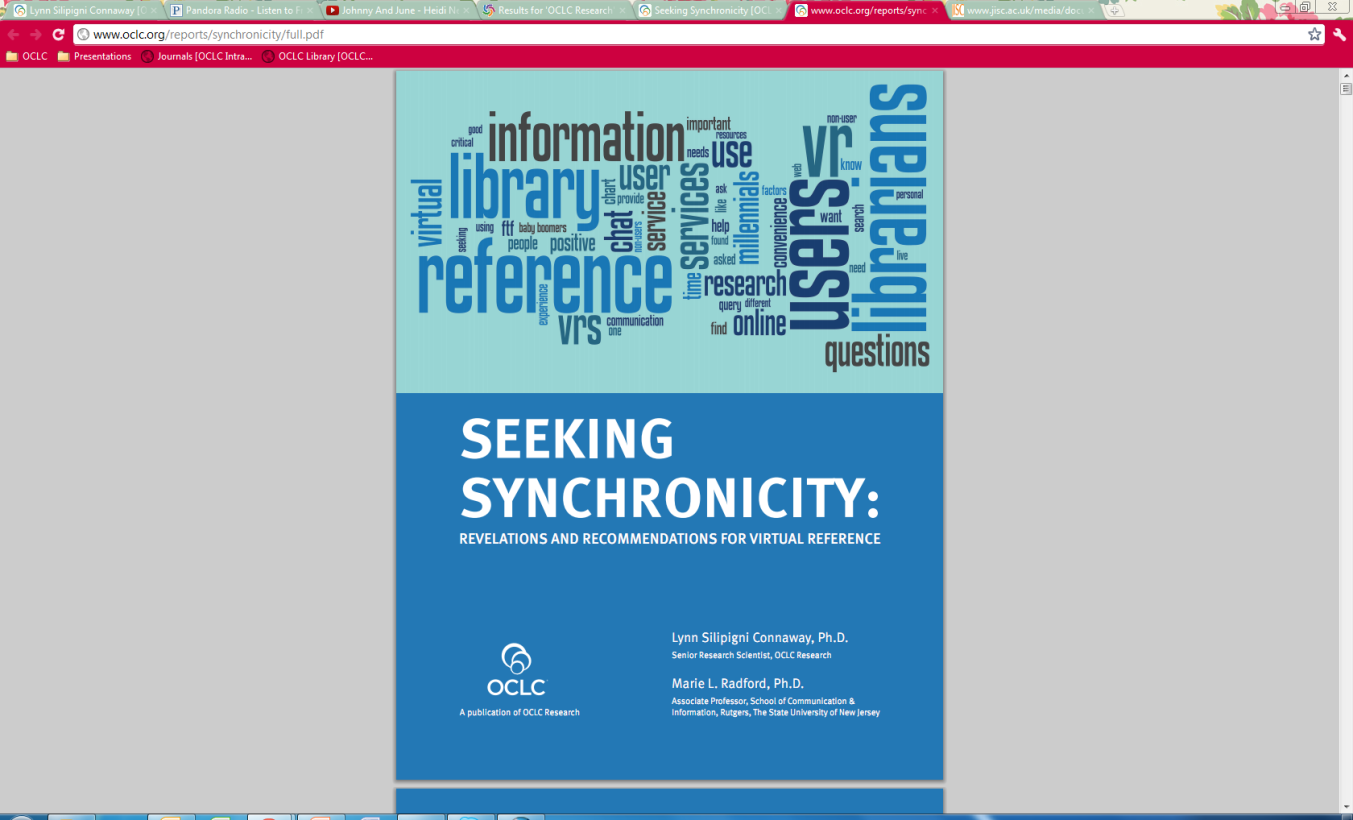 Lynn Silipigni Connaway [O
Pandora Radio - Listen to Fr
Johnny And June - Heidi Ne
Results for 'OCLC Research
Seeking Synchronicity [OCL
www.oclc.org/reports/sync
www.jisc.ac.uk/media/doc
www.oclc.org/reports/synchronicity/full.pdf
OCLC
Presentations
Journals [OCLC Intra...
OCLC Library [OCLC...
good
critical
information
important
resources
needs
use
non-user
vr
know
web
librarians
virtual
library
chart
user
provide
services
ask
like
millennials
factors
convenience
users
want
search
personal
seeking
using
ftf
baby boomers
people
positive
chat
non-users
service
help
found
asked
need
live
reference
time
research
query
different
experience
vrs
communication
one
find
online
questions
SEEKING
SYNCHRONICITY:
REVELATIONS AND RECOMMENDATIONS FOR VIRTUAL REFERENCE
Lynn Silipigni Connaway, Ph.D.
Senior Research Scientist, OCLC Research
Marie L. Radford, Ph.D.
Associate Professor, School of Communication &
Information, Rutgers, The State University of New Jersey
OCLC
A publication of OCLC Research